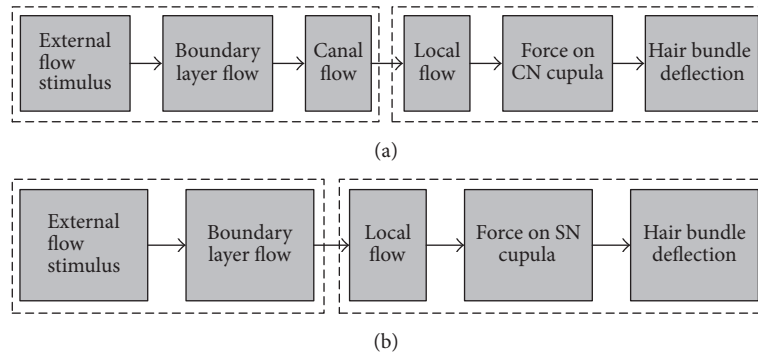 External
flow
stimulus
Boundary
layer flow
Canal
flow
Local
flow
Force on
CN cupula
Hair bundle
deflection
(a)
External
flow
stimulus
Boundary
layer flow
Local
flow
Force on SN
cupula
Hair bundle
deflection
(b)